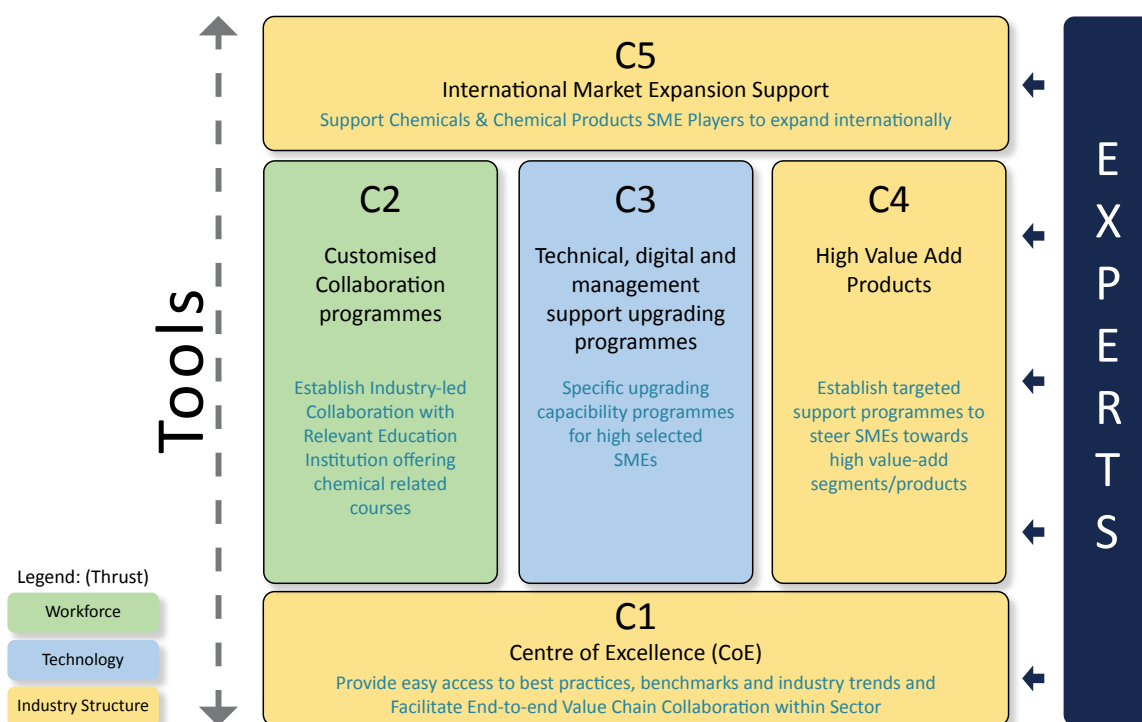 C5
International Market Expansion Support
Support Chemicals & Chemical Products SME Players to expand internationally
C2
Customised
Collaboration
programmes
Establish Industry-led
Collaboration with
Relevant Education
Institution offering
chemical related
courses
C3
Technical, digital and
management
support upgrading
programmes
Specific upgrading
capacibility programmes
for high selected
SMEs
C4
High Value Add
Products
Establish targeted
support programmes to
steer SMEs towards
high value-add
segments/products
C1
Centre of Excellence (CoE)
Provide easy access to best practices, benchmarks and industry trends and
Facilitate End-to-end Value Chain Collaboration within Sector
Tools
EXPERTS
Legend: (Thrust)
Workforce
Technology
Industry Structure